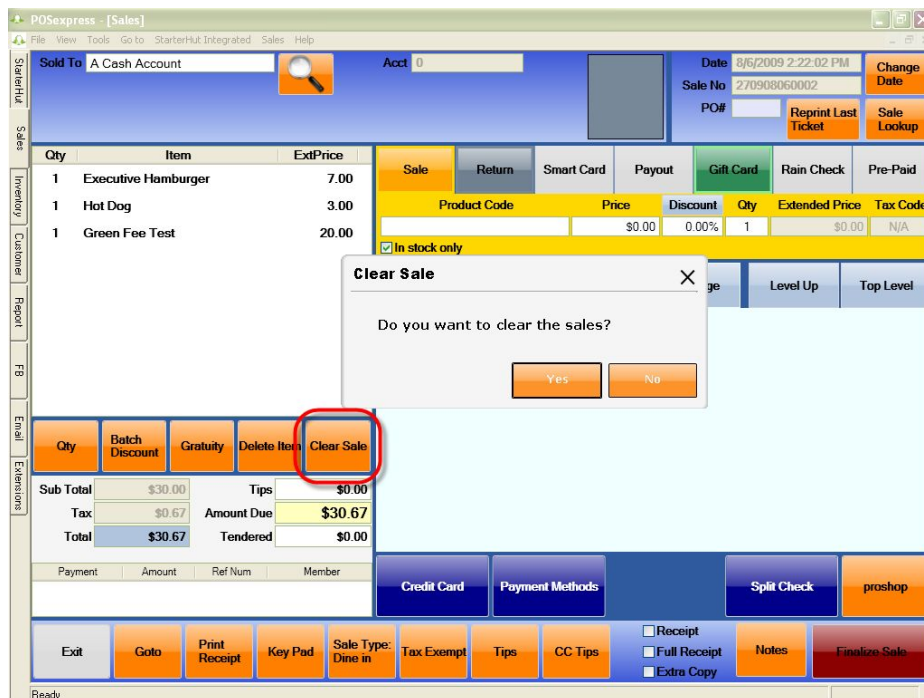 POSexpress - [Sales]
File View Tools Go to StarterHut Integrated Sales Help
StarterHut
Sales
Inventory
Customer
Report
FB
Email
Extensions
Sold To A Cash Account
Acct 0
Date 8/6/2009 2:22:02 PM
Change Date
Sale No 270908060002
PO#
Reprint Last Ticket
Sale Lookup
Qty Item ExtPrice
1 Executive Hamburger 7.00
1 Hot Dog 3.00
1 Green Fee Test 20.00
Sale Return Smart Card Payout Gift Card Rain Check Pre-Paid
Product Code Price Discount Qty Extended Price Tax Code
$0.00 0.00% 1 $0.00 N/A
In stock only
ge Level Up Top Level
Clear Sale
Do you want to clear the sales?
Yes No
Qty Batch Discount Gratuity Delete Item Clear Sale
Sub Total $30.00 Tips $0.00
Tax $0.67 Amount Due $30.67
Total $30.67 Tendered $0.00
Payment Amount Ref Num Member
Credit Card Payment Methods Split Check proshop
Exit Goto Print Receipt Key Pad Sale Type: Dine in Tax Exempt Tips CC Tips
Receipt
Full Receipt
Extra Copy
Notes Finalize Sale
Ready